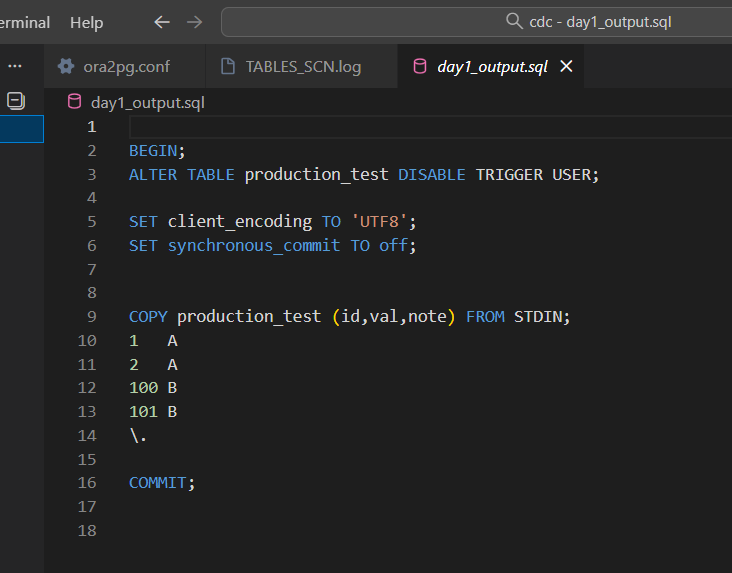 erminal Help
cdc - day1_output.sql
ora2pg.conf TABLES_SCN.log day1_output.sql
day1_output.sql
1
2 BEGIN;
3 ALTER TABLE production_test DISABLE TRIGGER USER;
4
5 SET client_encoding TO 'UTF8';
6 SET synchronous_commit TO off;
7
8
9 COPY production_test (id,val,note) FROM STDIN;
10 1 A
11 2 A
12 100 B
13 101 B
14 \.
15
16 COMMIT;
17
18